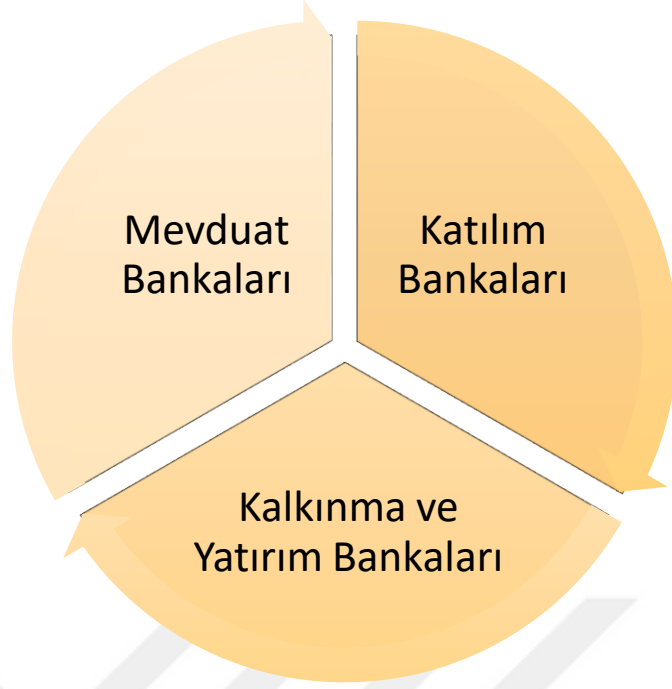 Mevduat
Bankaları
Katılım
Bankaları
Kalkınma ve
Yatırım Bankaları